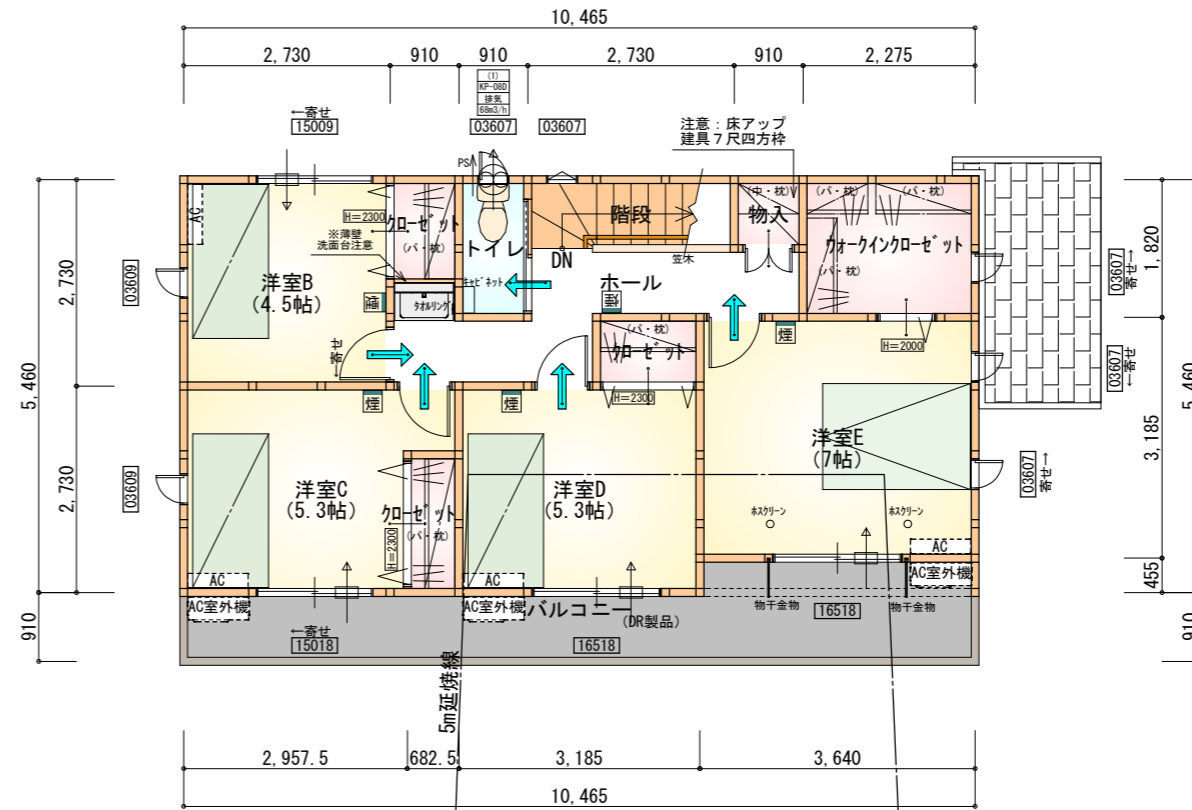 10,465
2,730
910
910
2,730
910
2,275
(1)
KP-08D
排気
68m3/h
←寄せ
15009
03607
03607
注意：床アップ
建具７尺四方枠
PS
AC
H=2300
※薄壁
洗面台注意
クローゼット
(パ・枕)
トイレ
キャビネット
階段
DN
笠木
(中・枕)
物入
(パ・枕)
(パ・枕)
ウォークインクローゼット
(パ・枕)
洋室B
(4.5帖)
煙
タオルリング
ホール
煙
03609
2,730
5,460
2,730
910
03607
寄せ→
1,820
03607
←寄せ
5,460
3,185
455
910
←寄せ
(パ・枕)
クローゼット
H=2300
煙
H=2000
煙
煙
洋室C
(5.3帖)
クローゼット
(パ・枕)
H=2300
洋室D
(5.3帖)
洋室E
(7帖)
ホスクリーン
ホスクリーン
03609
03607
寄せ→
AC
AC
AC
AC室外機
AC室外機
AC室外機
バルコニー
(DR製品)
物干金物
16518
物干金物
←寄せ
15018
16518
5m延焼線
2,957.5
682.5
3,185
3,640
10,465